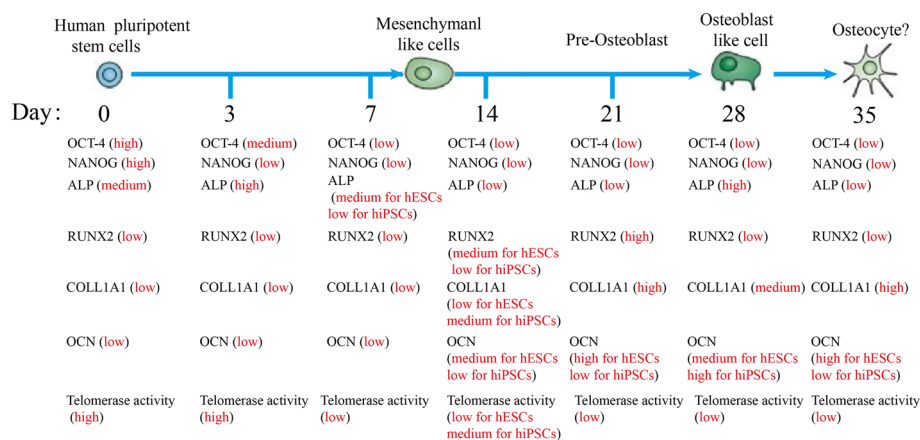 Human pluripotent
stem cells
Mesenchymanl
like cells
Pre-Osteoblast
Osteoblast
like cell
Osteocyte?
Day: 0 3 7 14 21 28 35
OCT-4 (high) OCT-4 (medium) OCT-4 (low) OCT-4 (low) OCT-4 (low) OCT-4 (low) OCT-4 (low)
NANOG (high) NANOG (low) NANOG (low) NANOG (low) NANOG (low) NANOG (low) NANOG (low)
ALP (medium) ALP (high) ALP ALP (low) ALP (low) ALP (high) ALP (low)
(medium for hESCs
low for hiPSCs)
RUNX2 (low) RUNX2 (low) RUNX2 (low) RUNX2 RUNX2 (high) RUNX2 (low) RUNX2 (low)
(medium for hESCs
low for hiPSCs)
COLL1A1 (low) COLL1A1 (low) COLL1A1 (low) COLL1A1 COLL1A1 (high) COLL1A1 (medium) COLL1A1 (high)
(low for hESCs
medium for hiPSCs)
OCN (low) OCN (low) OCN (low) OCN OCN OCN OCN
(medium for hESCs (high for hESCs (medium for hESCs (high for hESCs
low for hiPSCs) low for hiPSCs) high for hiPSCs) low for hiPSCs)
Telomerase activity Telomerase activity Telomerase activity Telomerase activity Telomerase activity Telomerase activity Telomerase activity
(high) (high) (low) (low for hESCs (low) (low) (low)
medium for hiPSCs)